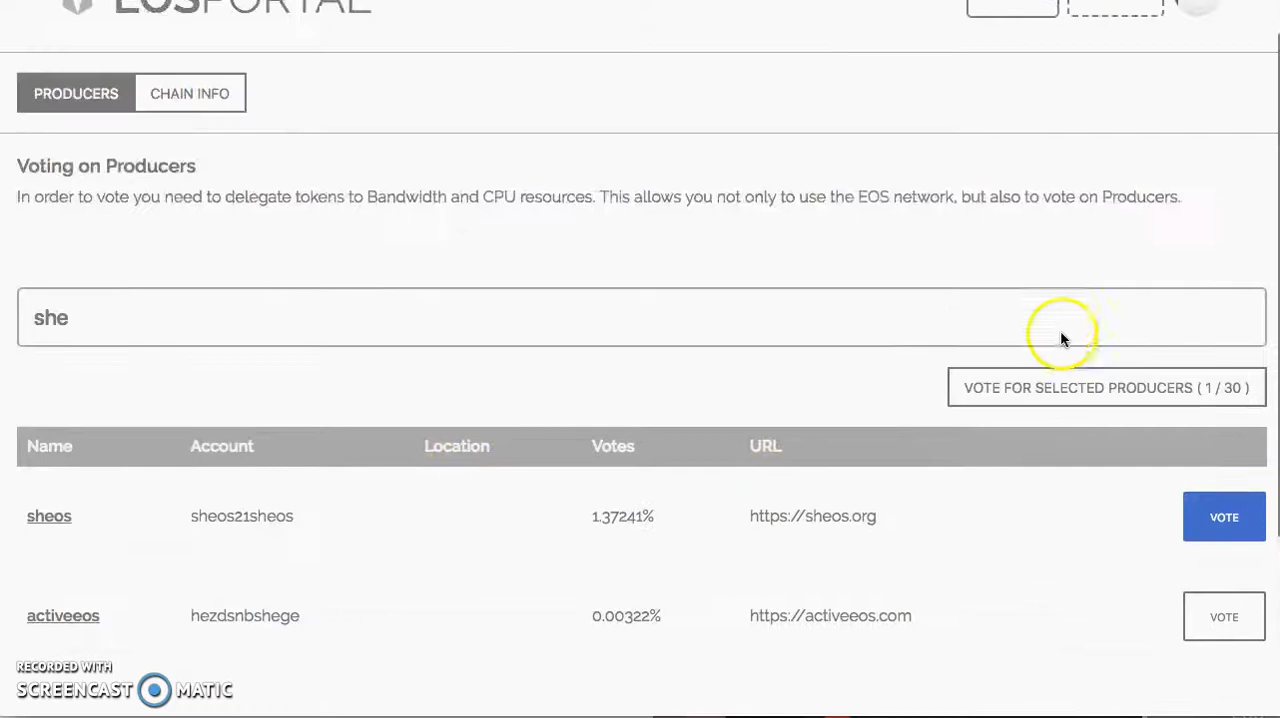 EOSPORTAL
PRODUCERS CHAIN INFO
Voting on Producers
In order to vote you need to delegate tokens to Bandwidth and CPU resources. This allows you not only to use the EOS network, but also to vote on Producers.
she
VOTE FOR SELECTED PRODUCERS ( 1 / 30 )
Name Account Location Votes URL
sheos sheos21sheos 1.37241% https://sheos.org VOTE
activeeos hezdsnbshege 0.00322% https://activeeos.com VOTE
RECORDED WITH
SCREENCAST MATIC